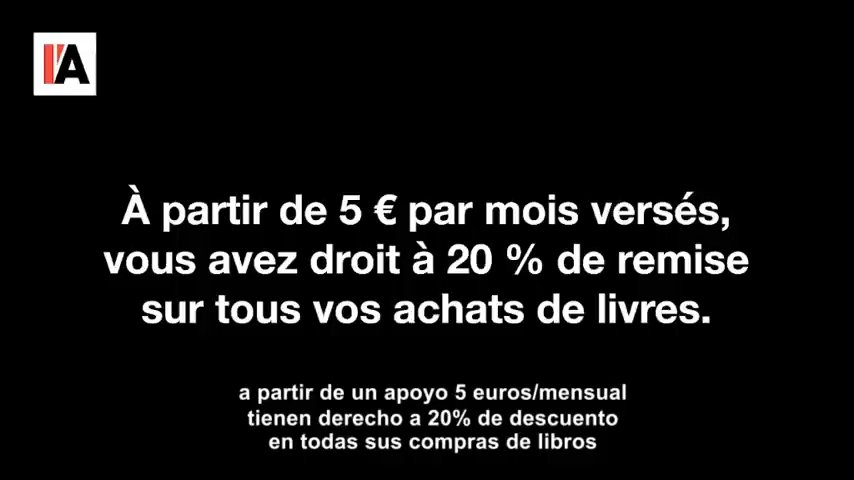 l'A
À partir de 5 € par mois versés,
vous avez droit à 20 % de remise
sur tous vos achats de livres.
a partir de un apoyo 5 euros/mensual
tienen derecho a 20% de descuento
en todas sus compras de libros